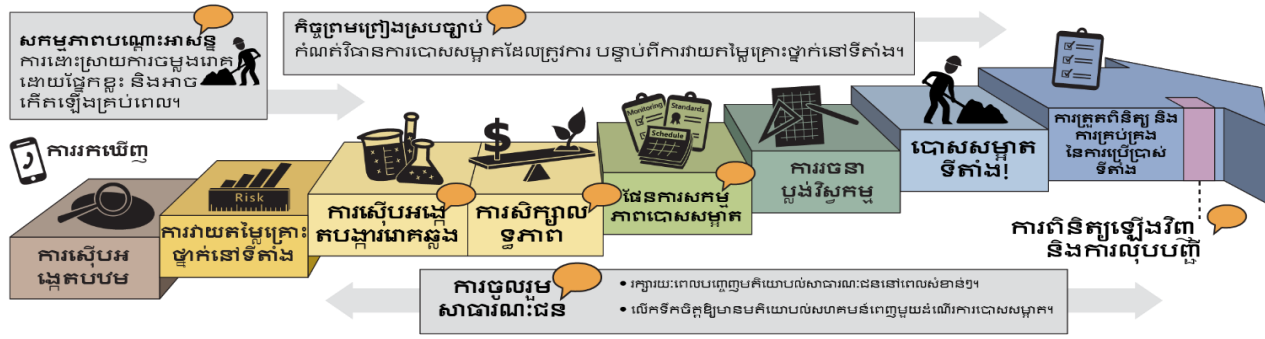 សកម្មភាពបណ្តោះអាសន្ន
ការដោះស្រាយការចម្លងរោគ
ដោយផ្នែកខ្លះ និងអាច
កើតឡើងគ្រប់ពេល។
កិច្ចព្រមព្រៀងស្របច្បាប់
កំណត់វិធានការបោសសម្អាតដែលត្រូវការ បន្ទាប់ពីការវាយតម្លៃគ្រោះថ្នាក់នៅទីតាំង។
ការរកឃើញ
ការស៊ើបអ
ង្កេតបឋម
Risk
ការវាយតម្លៃគ្រោះ
ថ្នាក់នៅទីតាំង
ការស៊ើបអង្កេ
តបង្ការរោគឆ្លង
$
ការសិក្សាល
ទ្ធភាព
Monitoring
Standards
Schedule
ផែនការសកម្ម
ភាពបោសសម្អាត
ការរចនា
ប្លង់វិស្វកម្ម
បោសសម្អាត
ទីតាំង!
ការត្រួតពិនិត្យ និង
ការគ្រប់គ្រង
នៃការប្រើប្រាស់
ទីតាំង
ការពិនិត្យឡើងវិញ
និងការលុបបញ្ជី
ការចូលរួម
សាធារណៈជន
• រក្សារយៈពេលបញ្ចេញមតិយោបល់សាធារណៈជននៅពេលសំខាន់ៗ។
• លើកទឹកចិត្តឱ្យមានមតិយោបល់សហគមន៍ពេញមួយដំណើរការបោសសម្អាត។